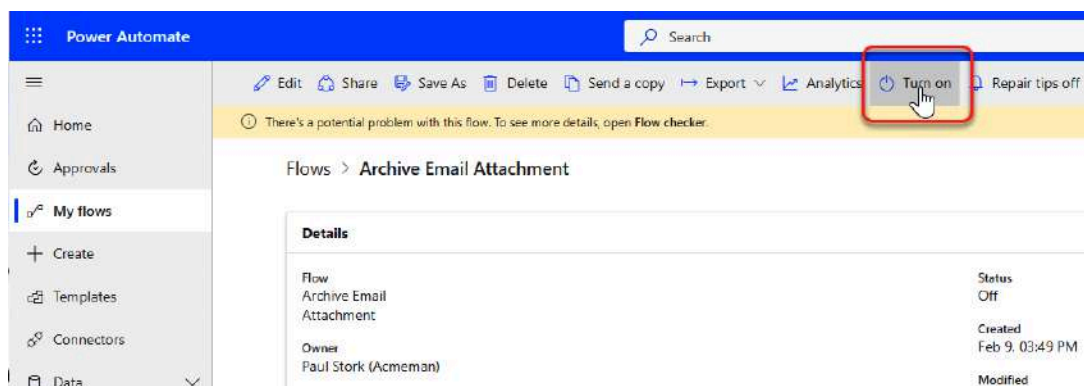 Power Automate
Search
Edit Share Save As Delete Send a copy Export Analytics Turn on Repair tips off
There's a potential problem with this flow. To see more details, open Flow checker.
Home
Approvals
My flows
Create
Templates
Connectors
Data
Flows > Archive Email Attachment
Details
Flow
Archive Email
Attachment
Owner
Paul Stork (Acmeman)
Status
Off
Created
Feb 9, 03:49 PM
Modified